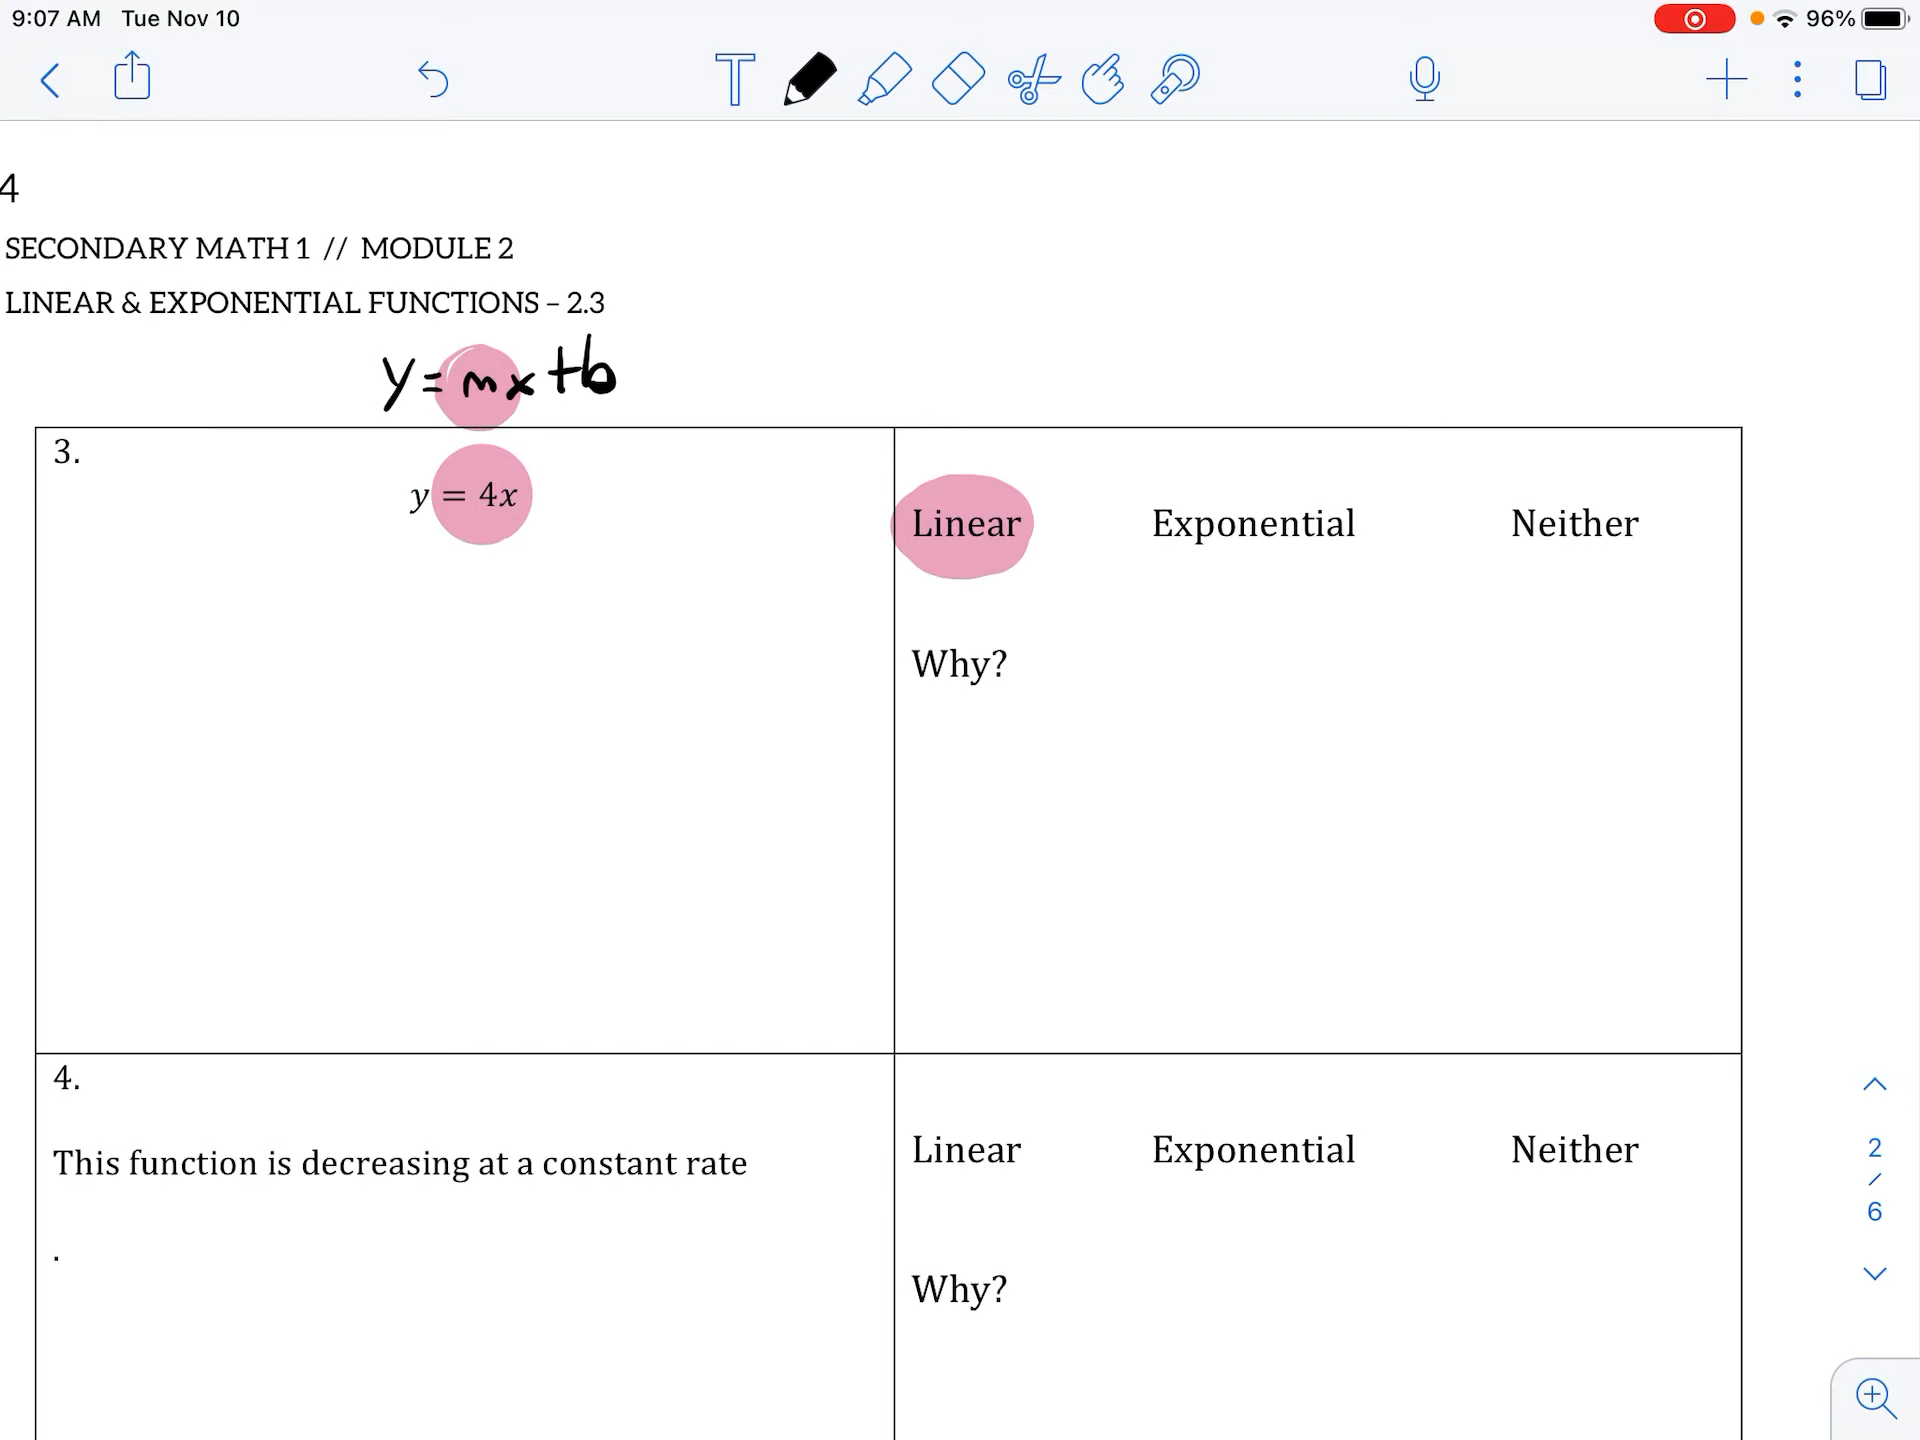 9:07 AM Tue Nov 10
96%
4
SECONDARY MATH 1 // MODULE 2
LINEAR & EXPONENTIAL FUNCTIONS – 2.3
y = mx + b
3.
y = 4x
Linear Exponential Neither
Why?
4.
This function is decreasing at a constant rate
.
Linear Exponential Neither
Why?
2
/
6